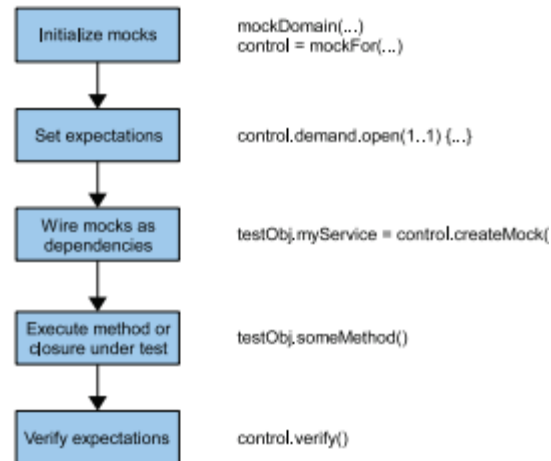 Initialize mocks
mockDomain(...)
control = mockFor(...)
Set expectations
control.demand.open(1..1) {...}
Wire mocks as
dependencies
testObj.myService = control.createMock(
Execute method or
closure under test
testObj.someMethod()
Verify expectations
control.verify()